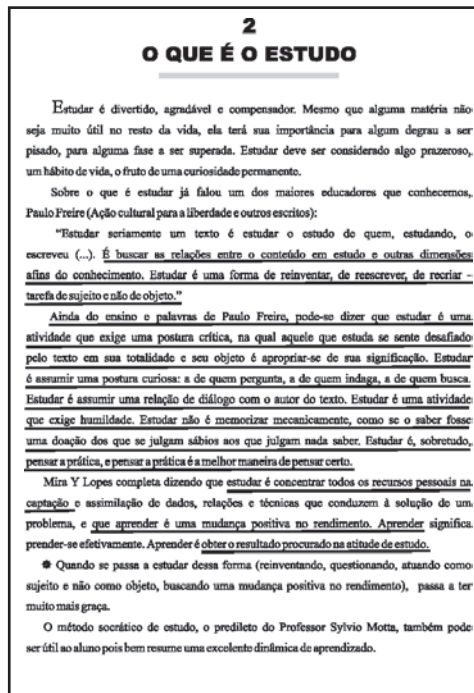 2
O QUE É O ESTUDO
Estudar é divertido, agradável e compensador. Mesmo que alguma matéria não
seja muito útil no resto da vida, ela terá sua importância para algum degrau a ser
pisado, para alguma fase a ser superada. Estudar deve ser considerado algo prazeroso,
um hábito de vida, o fruto de uma curiosidade permanente.
Sobre o que é estudar já falou um dos maiores educadores que conhecemos,
Paulo Freire (Ação cultural para a liberdade e outros escritos):
“Estudar seriamente um texto é estudar o estudo de quem, estudando, o
escreveu (...). É buscar as relações entre o conteúdo em estudo e outras dimensões
afins do conhecimento. Estudar é uma forma de reinventar, de reescrever, de recriar –
tarefa de sujeito e não de objeto.”
Ainda do ensino e palavras de Paulo Freire, pode-se dizer que estudar é uma
atividade que exige uma postura crítica, na qual aquele que estuda se sente desafiado
pelo texto em sua totalidade e seu objeto é apropriar-se de sua significação. Estudar
é assumir uma postura curiosa: a de quem pergunta, a de quem indaga, a de quem busca.
Estudar é assumir uma relação de diálogo com o autor do texto. Estudar é uma atividade
que exige humildade. Estudar não é memorizar mecanicamente, como se o saber fosse
uma doação dos que se julgam sábios aos que julgam nada saber. Estudar é, sobretudo,
pensar a prática, e pensar a prática é a melhor maneira de pensar certo.
Mira Y Lopes completa dizendo que estudar é concentrar todos os recursos pessoais na
captação e assimilação de dados, relações e técnicas que conduzem à solução de um
problema, e que aprender é uma mudança positiva no rendimento. Aprender significa
prender-se efetivamente. Aprender é obter o resultado procurado na atitude de estudo.
✸ Quando se passa a estudar dessa forma (reinventando, questionando, atuando como
sujeito e não como objeto, buscando uma mudança positiva no rendimento), passa a ter
muito mais graça.
O método socrático de estudo, o predileto do Professor Sylvio Motta, também pode
ser útil ao aluno pois bem resume uma excelente dinâmica de aprendizado.